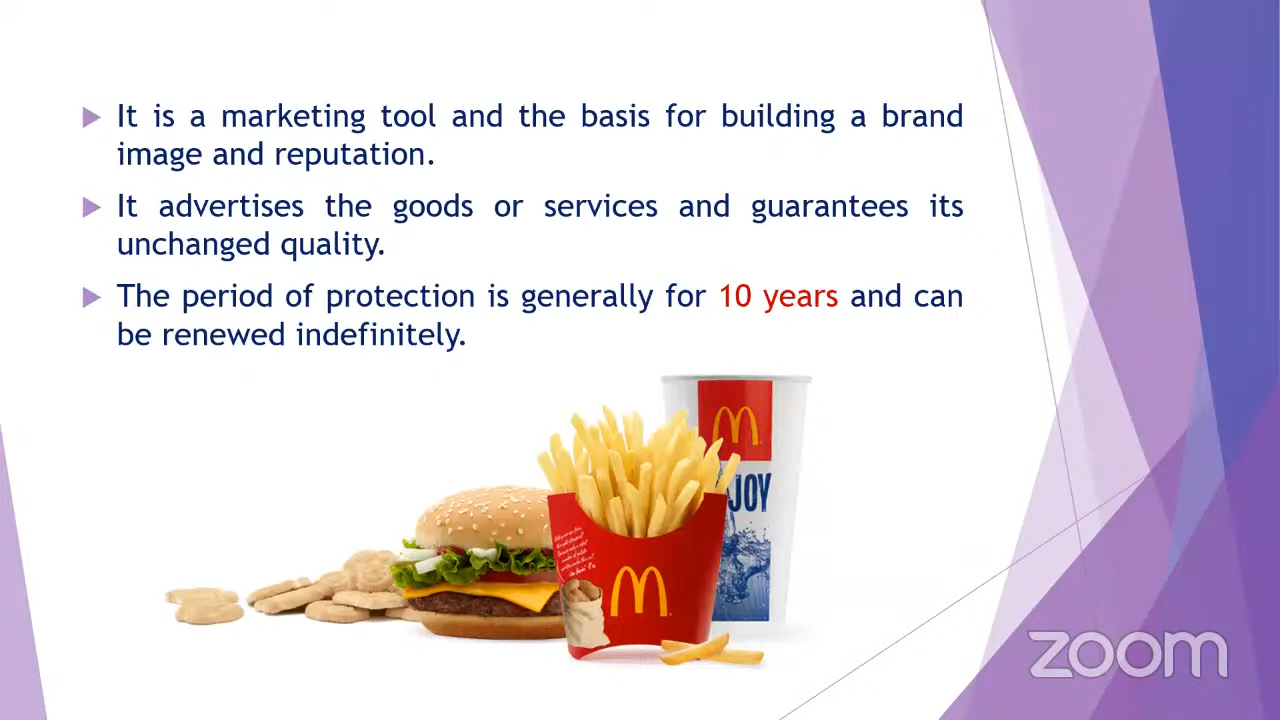 It is a marketing tool and the basis for building a brand
image and reputation.
It advertises the goods or services and guarantees its
unchanged quality.
The period of protection is generally for 10 years and can
be renewed indefinitely.
M
JOY
M
zoom